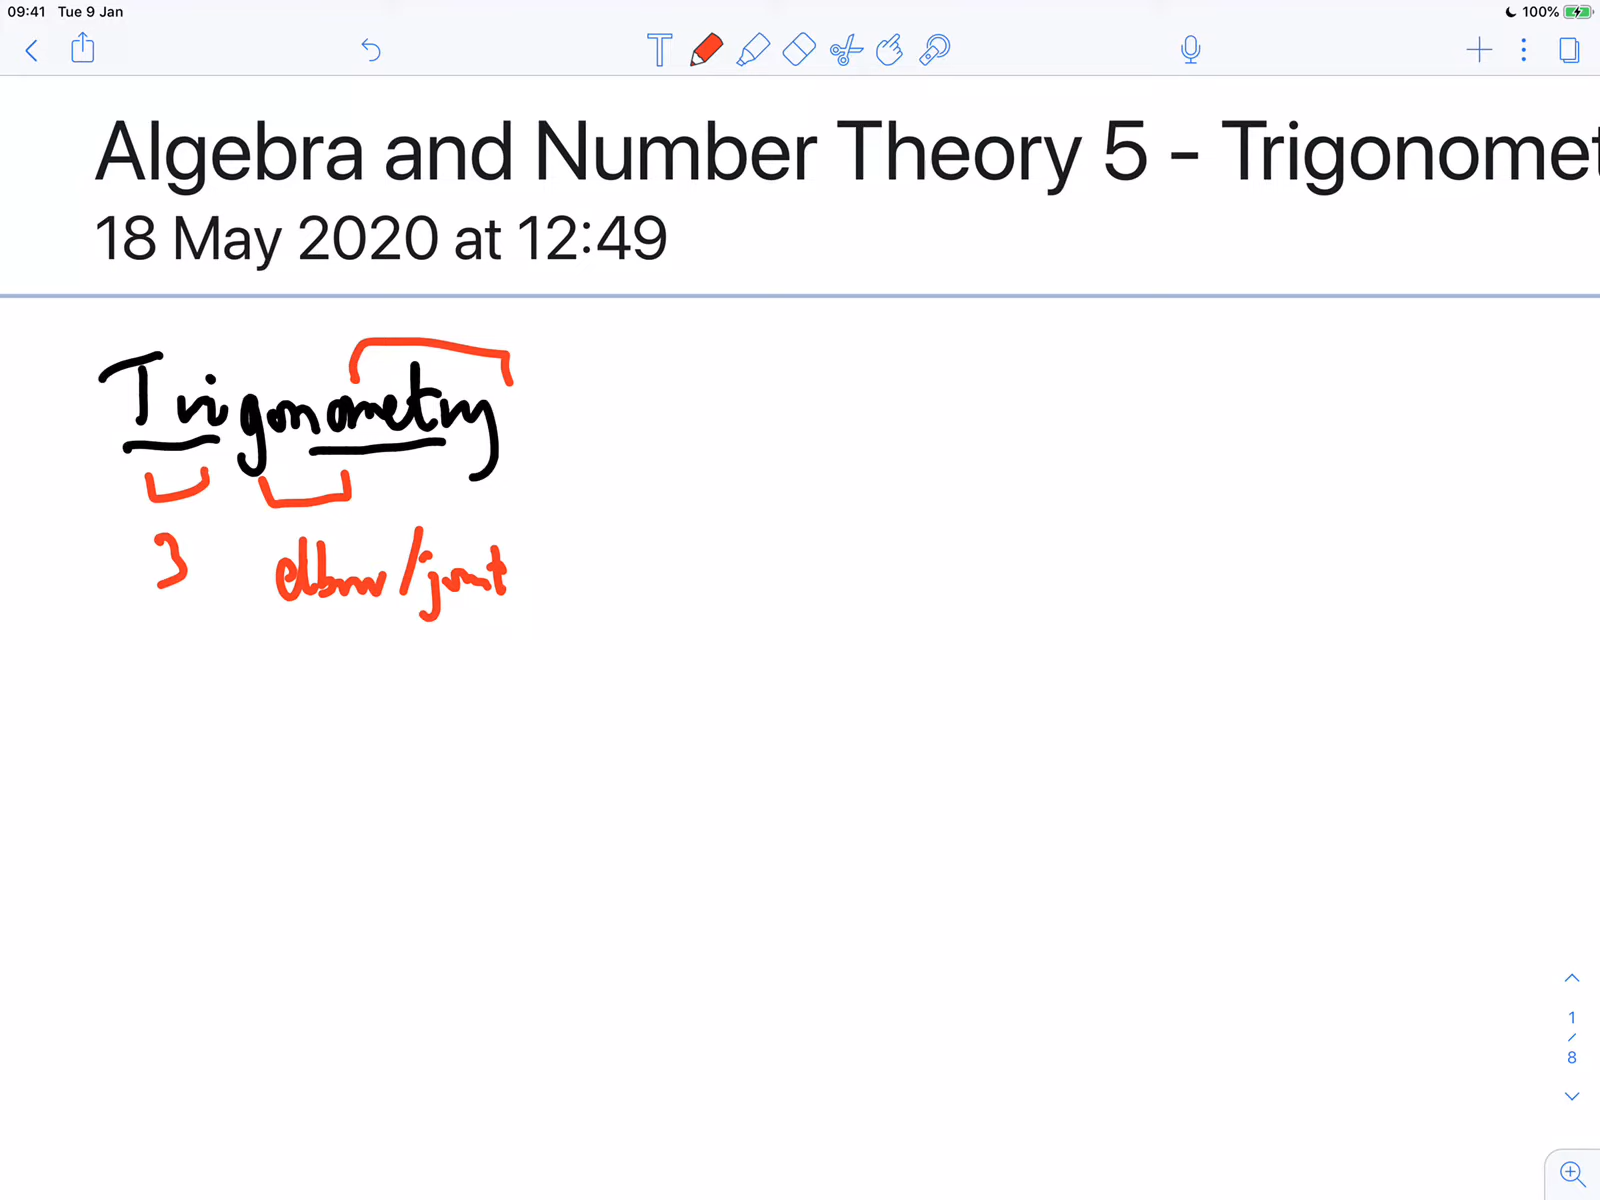 09:41 Tue 9 Jan 100%
Algebra and Number Theory 5 - Trigonomet
18 May 2020 at 12:49
Trigonometry
3 elbow/joint
1
/
8